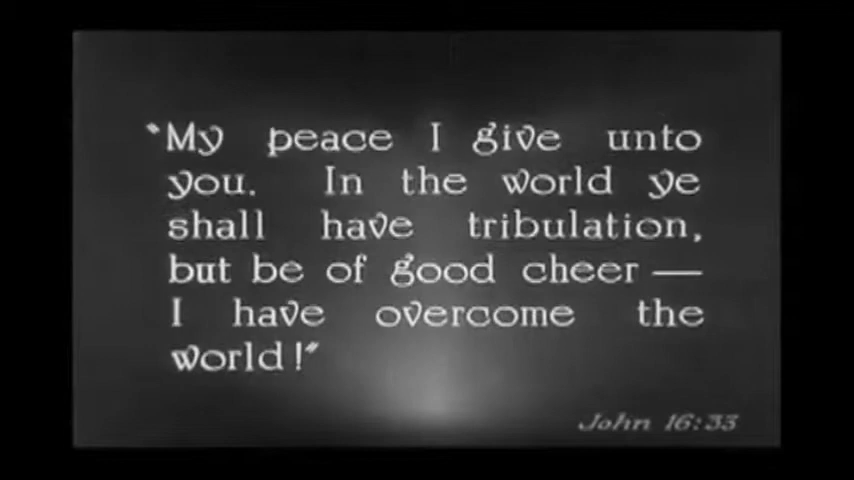 "My peace I give unto
you. In the world ye
shall have tribulation,
but be of good cheer —
I have overcome the
world!"
John 16:33